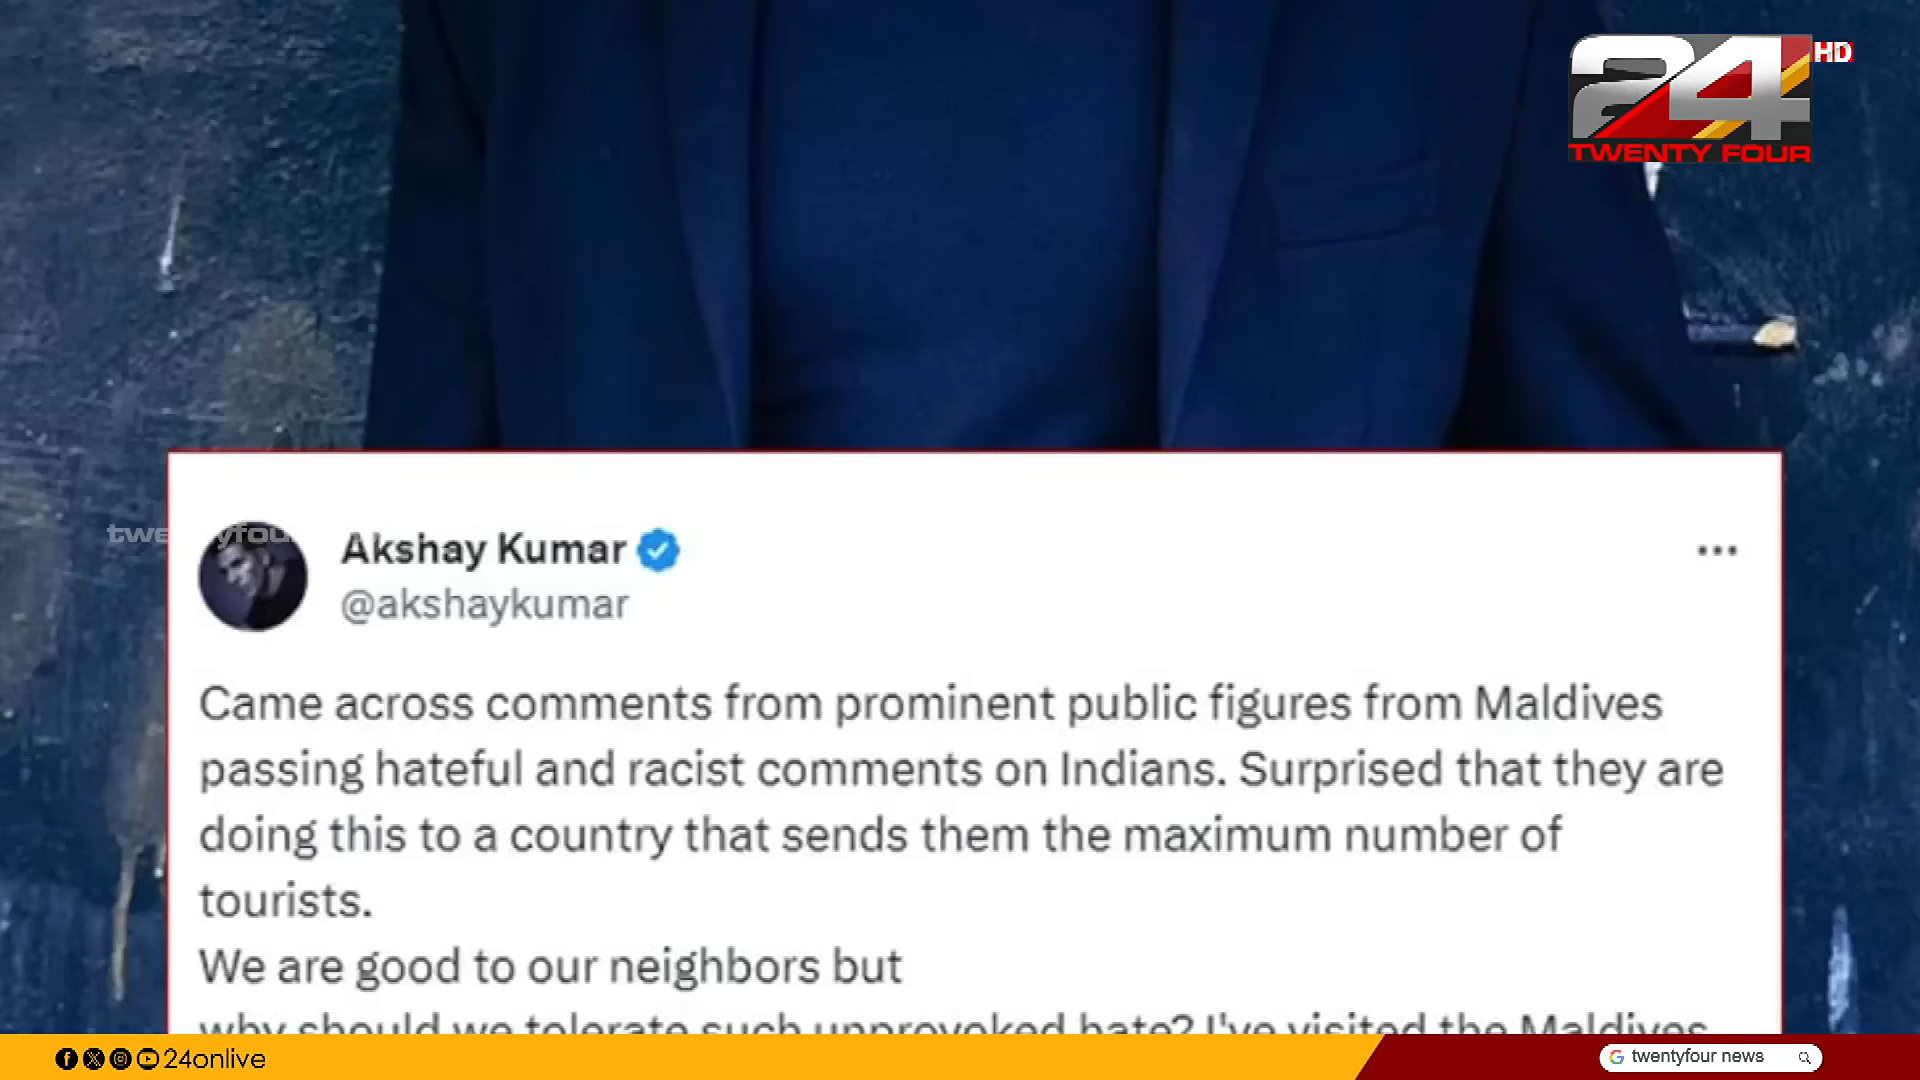 24
HD
TWENTY FOUR
twentyfour
Akshay Kumar
@akshaykumar
Came across comments from prominent public figures from Maldives
passing hateful and racist comments on Indians. Surprised that they are
doing this to a country that sends them the maximum number of
tourists.
We are good to our neighbors but
why should we tolerate such unprovoked hate? I've visited the Maldives
24onlive
twentyfour news